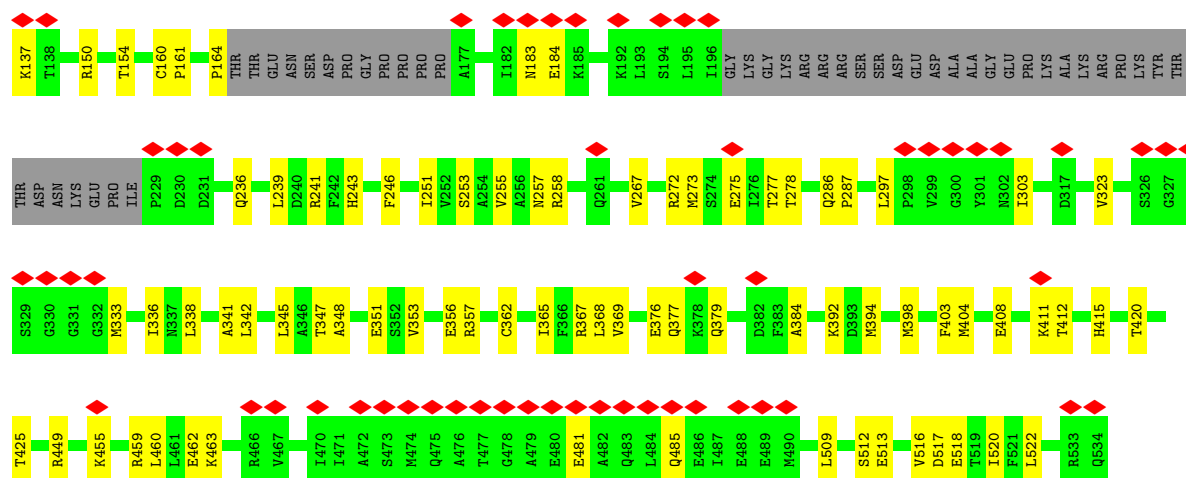 K137 T138 R150 T154 C160 P161 P164 THR THR GLU ASN SER ASP PRO GLY PRO PRO PRO PRO A177 I182 N183 E184 K185 K192 L193 S194 L195 I196 GLY LYS GLY LYS ARG ARG ARG SER SER ASP GLU ASP ALA ALA GLY GLU PRO LYS ALA LYS ARG PRO LYS TYR THR
THR ASP ASN LYS GLU PRO ILE P229 D230 D231 Q236 L239 D240 R241 F242 H243 F246 I251 V252 S253 A254 V255 A256 N257 R258 Q261 V267 R272 M273 S274 E275 I276 T277 T278 Q286 P287 L297 P298 V299 G300 Y301 N302 I303 D317 V323 S326 G327
S329 G330 G331 G332 M333 I336 N337 L338 A341 L342 L345 A346 T347 A348 E351 S352 V353 E356 R357 C362 I365 F366 R367 L368 V369 E376 Q377 K378 Q379 D382 F383 A384 K392 D393 M394 M398 F403 M404 E408 K411 T412 H415 T420
T425 R449 K455 R459 L460 L461 E462 K463 R466 V467 I470 I471 A472 S473 M474 Q475 A476 T477 G478 A479 E480 E481 A482 Q483 L484 Q485 E486 I487 E488 E489 M490 L509 S512 E513 V516 D517 E518 T519 I520 F521 L522 R533 Q534